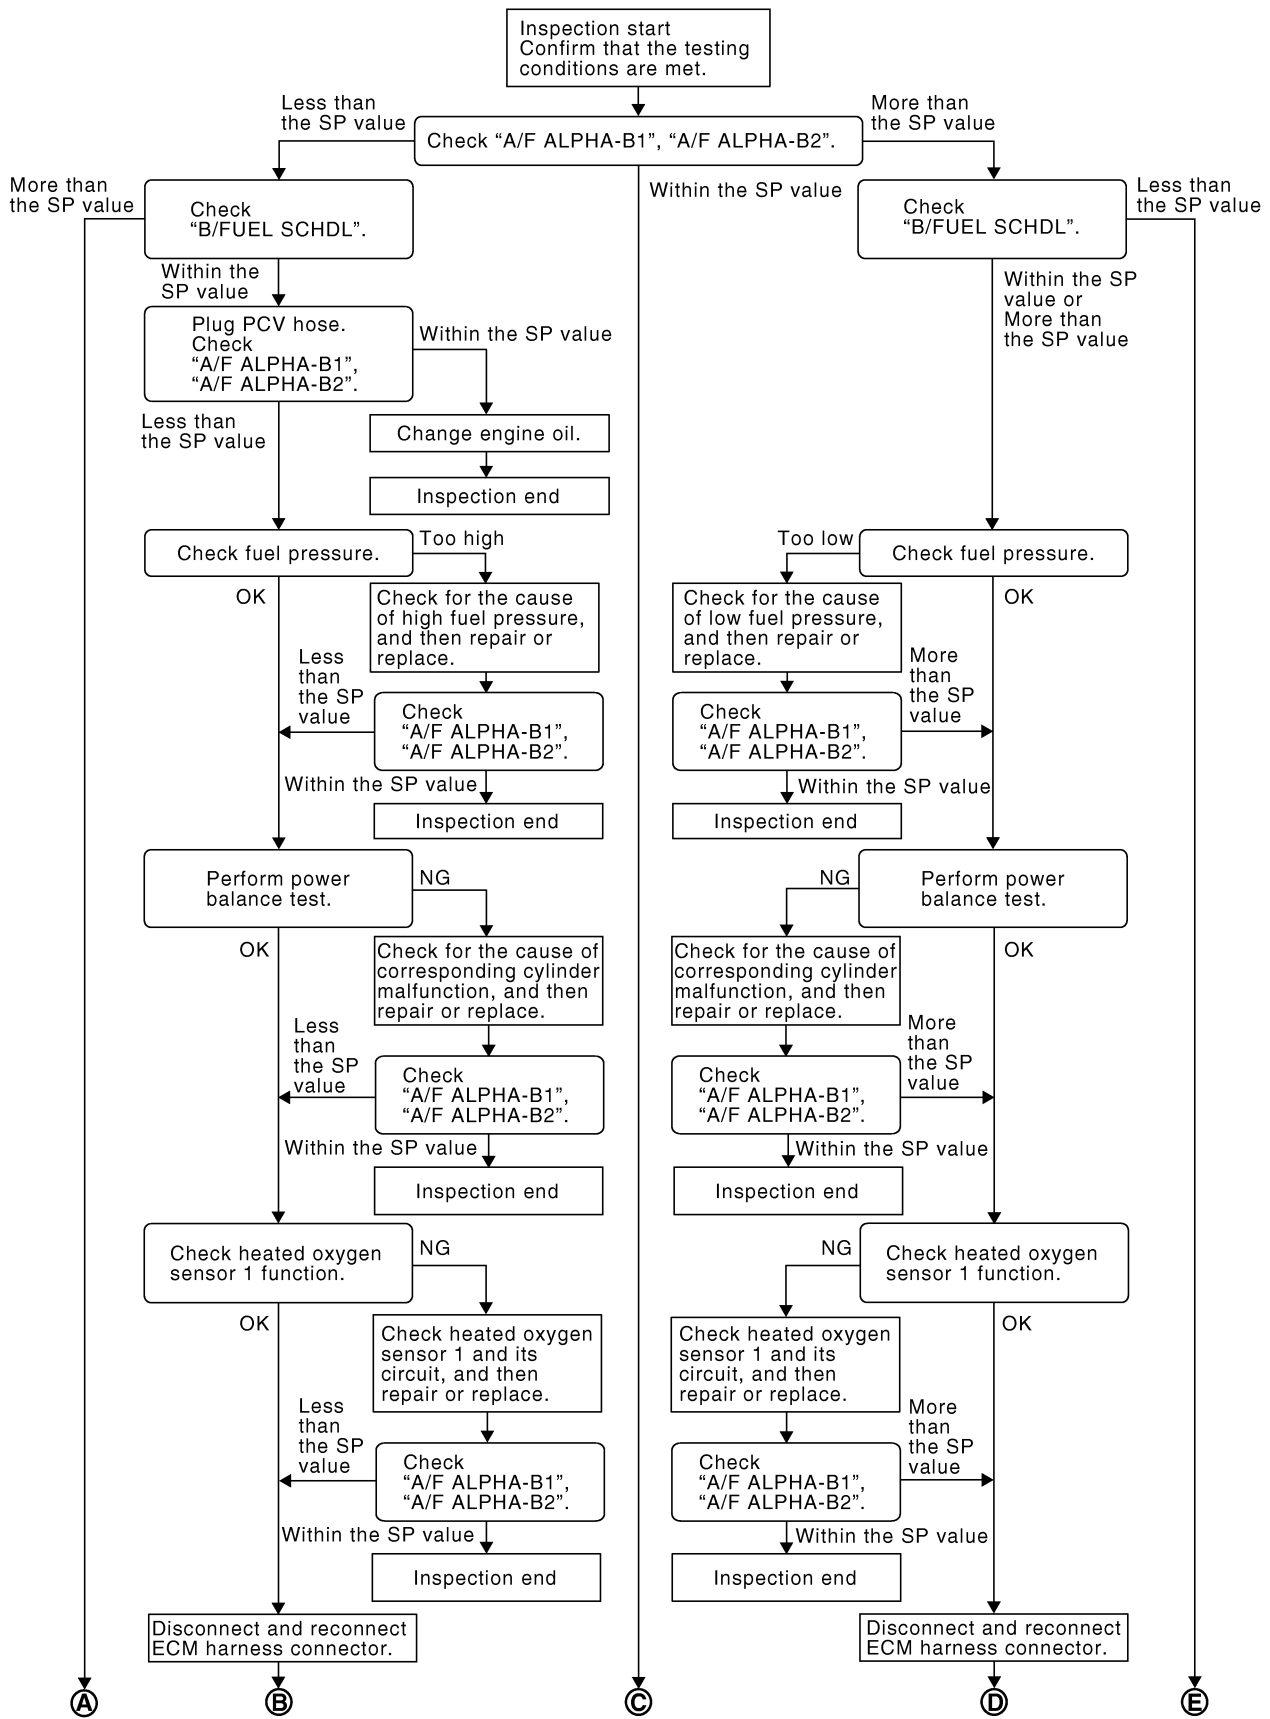 Inspection start
Confirm that the testing
conditions are met.
Less than
the SP value
More than
the SP value
Check “A/F ALPHA-B1”, “A/F ALPHA-B2”.
More than
the SP value
Check
“B/FUEL SCHDL”.
Within the SP value
Check
“B/FUEL SCHDL”.
Less than
the SP value
Within the
SP value
Within the SP
value or
More than
the SP value
Plug PCV hose.
Check
“A/F ALPHA-B1”,
“A/F ALPHA-B2”.
Within the SP value
Less than
the SP value
Change engine oil.
Inspection end
Check fuel pressure.
Too high
Too low
Check fuel pressure.
OK
Check for the cause
of high fuel pressure,
and then repair or
replace.
Check for the cause
of low fuel pressure,
and then repair or
replace.
OK
Less
than
the SP
value
Check
“A/F ALPHA-B1”,
“A/F ALPHA-B2”.
Check
“A/F ALPHA-B1”,
“A/F ALPHA-B2”.
More
than
the SP
value
Within the SP value
Within the SP value
Inspection end
Inspection end
Perform power
balance test.
NG
NG
Perform power
balance test.
OK
Check for the cause of
corresponding cylinder
malfunction, and then
repair or replace.
Check for the cause of
corresponding cylinder
malfunction, and then
repair or replace.
OK
Less
than
the SP
value
Check
“A/F ALPHA-B1”,
“A/F ALPHA-B2”.
Check
“A/F ALPHA-B1”,
“A/F ALPHA-B2”.
More
than
the SP
value
Within the SP value
Within the SP value
Inspection end
Inspection end
Check heated oxygen
sensor 1 function.
NG
NG
Check heated oxygen
sensor 1 function.
OK
Check heated oxygen
sensor 1 and its
circuit, and then
repair or replace.
Check heated oxygen
sensor 1 and its
circuit, and then
repair or replace.
OK
Less
than
the SP
value
Check
“A/F ALPHA-B1”,
“A/F ALPHA-B2”.
Check
“A/F ALPHA-B1”,
“A/F ALPHA-B2”.
More
than
the SP
value
Within the SP value
Within the SP value
Inspection end
Inspection end
Disconnect and reconnect
ECM harness connector.
Disconnect and reconnect
ECM harness connector.
A
B
C
D
E